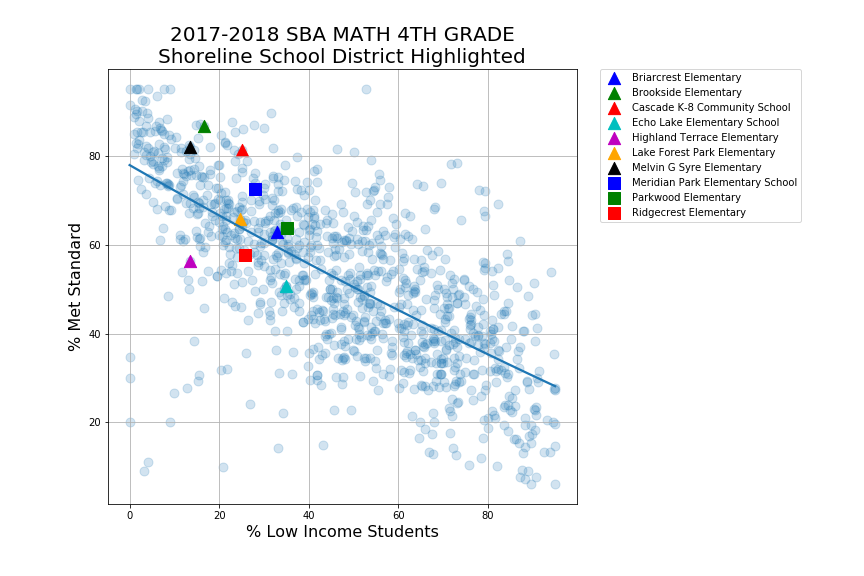 2017-2018 SBA MATH 4TH GRADE
Shoreline School District Highlighted
Briarcrest Elementary
Brookside Elementary
Cascade K-8 Community School
Echo Lake Elementary School
Highland Terrace Elementary
Lake Forest Park Elementary
Melvin G Syre Elementary
Meridian Park Elementary School
Parkwood Elementary
Ridgecrest Elementary
% Met Standard
80
60
40
20
0 20 40 60 80
% Low Income Students